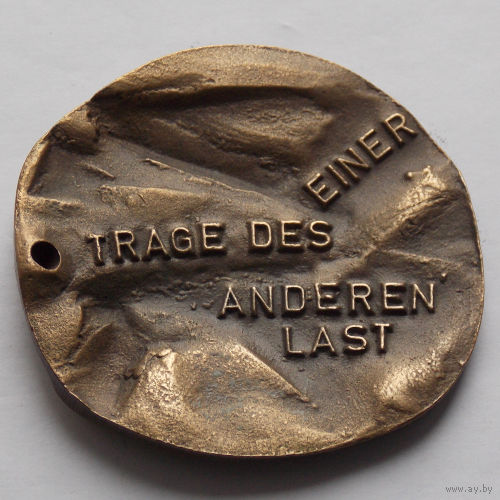 EINER
TRAGE DES
ANDEREN
LAST
www.ay.by